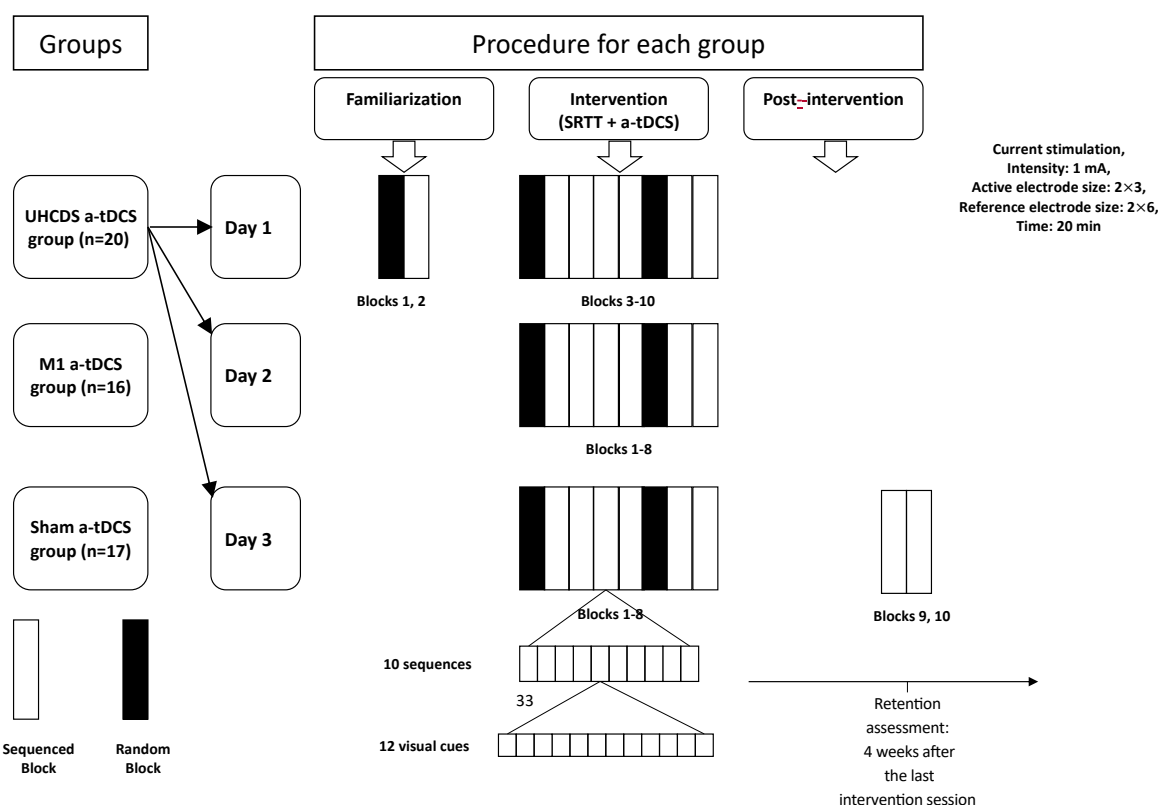 Groups
Procedure for each group
Familiarization
Intervention
(SRTT + a-tDCS)
Post--intervention
Current stimulation,
Intensity: 1 mA,
Active electrode size: 2×3,
Reference electrode size: 2×6,
Time: 20 min
UHCDS a-tDCS
group (n=20)
Day 1
Blocks 1, 2
Blocks 3-10
M1 a-tDCS
group (n=16)
Day 2
Blocks 1-8
Sham a-tDCS
group (n=17)
Day 3
Blocks 1-8
Blocks 9, 10
10 sequences
33
12 visual cues
Sequenced
Block
Random
Block
Retention
assessment:
4 weeks after
the last
intervention session